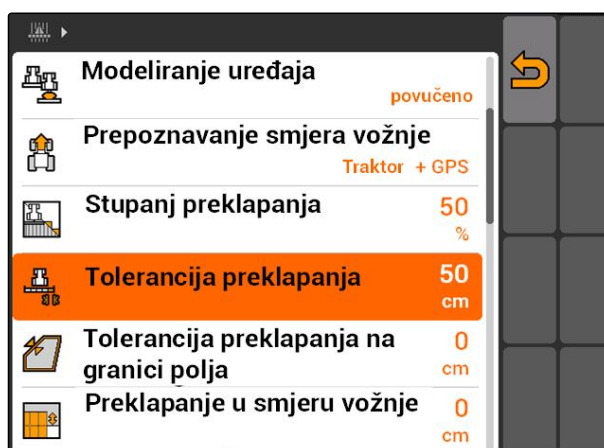 Modeliranje uređaja
povučeno
Prepoznavanje smjera vožnje
Traktor + GPS
Stupanj preklapanja 50
%
Tolerancija preklapanja 50
cm
Tolerancija preklapanja na 0
granici polja cm
Preklapanje u smjeru vožnje 0
cm